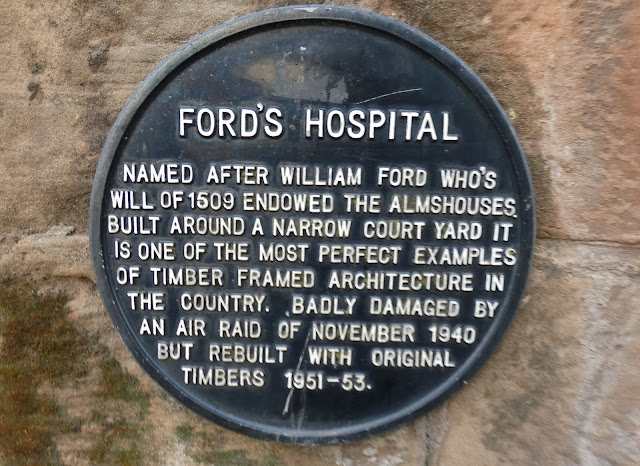 FORD'S HOSPITAL
NAMED AFTER WILLIAM FORD WHO'S
WILL OF 1509 ENDOWED THE ALMSHOUSES.
BUILT AROUND A NARROW COURT YARD IT
IS ONE OF THE MOST PERFECT EXAMPLES
OF TIMBER FRAMED ARCHITECTURE IN
THE COUNTRY. BADLY DAMAGED BY
AN AIR RAID OF NOVEMBER 1940
BUT REBUILT WITH ORIGINAL
TIMBERS 1951-53.